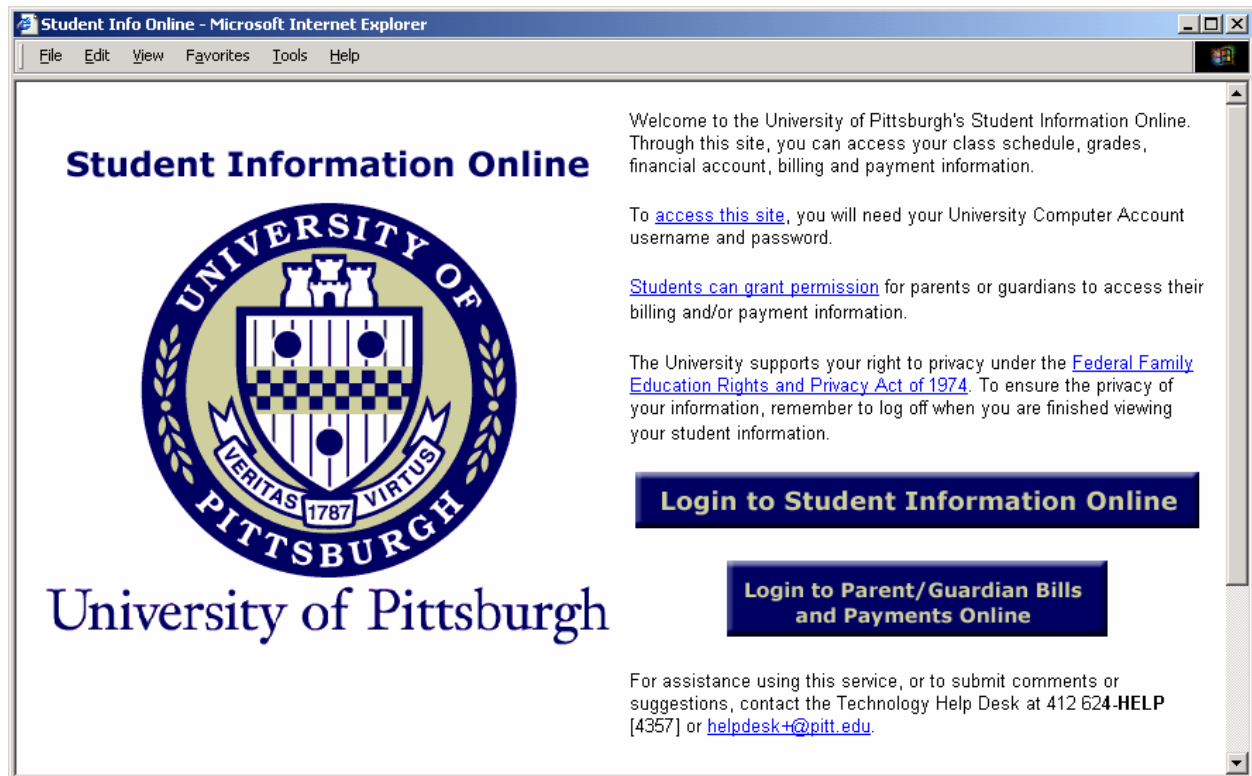 Student Info Online - Microsoft Internet Explorer
File Edit View Favorites Tools Help
Student Information Online
UNIVERSITY OF
PITTSBURGH
VERITAS
1787
VIRTUS
University of Pittsburgh
Welcome to the University of Pittsburgh's Student Information Online.
Through this site, you can access your class schedule, grades,
financial account, billing and payment information.
To access this site, you will need your University Computer Account
username and password.
Students can grant permission for parents or guardians to access their
billing and/or payment information.
The University supports your right to privacy under the Federal Family
Education Rights and Privacy Act of 1974. To ensure the privacy of
your information, remember to log off when you are finished viewing
your student information.
Login to Student Information Online
Login to Parent/Guardian Bills
and Payments Online
For assistance using this service, or to submit comments or
suggestions, contact the Technology Help Desk at 412 624-HELP
[4357] or helpdesk+@pitt.edu.